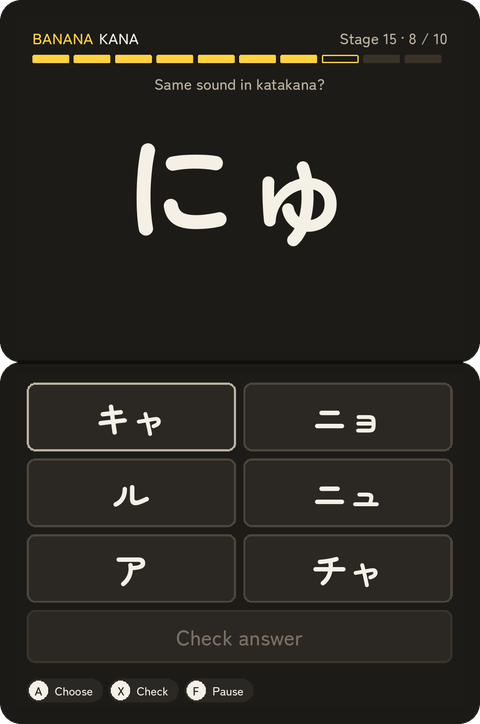 BANANA KANA
Stage 15 · 8 / 10
Same sound in katakana?
にゅ
キャ
ニョ
ル
ニュ
ア
チャ
Check answer
A Choose
X Check
F Pause